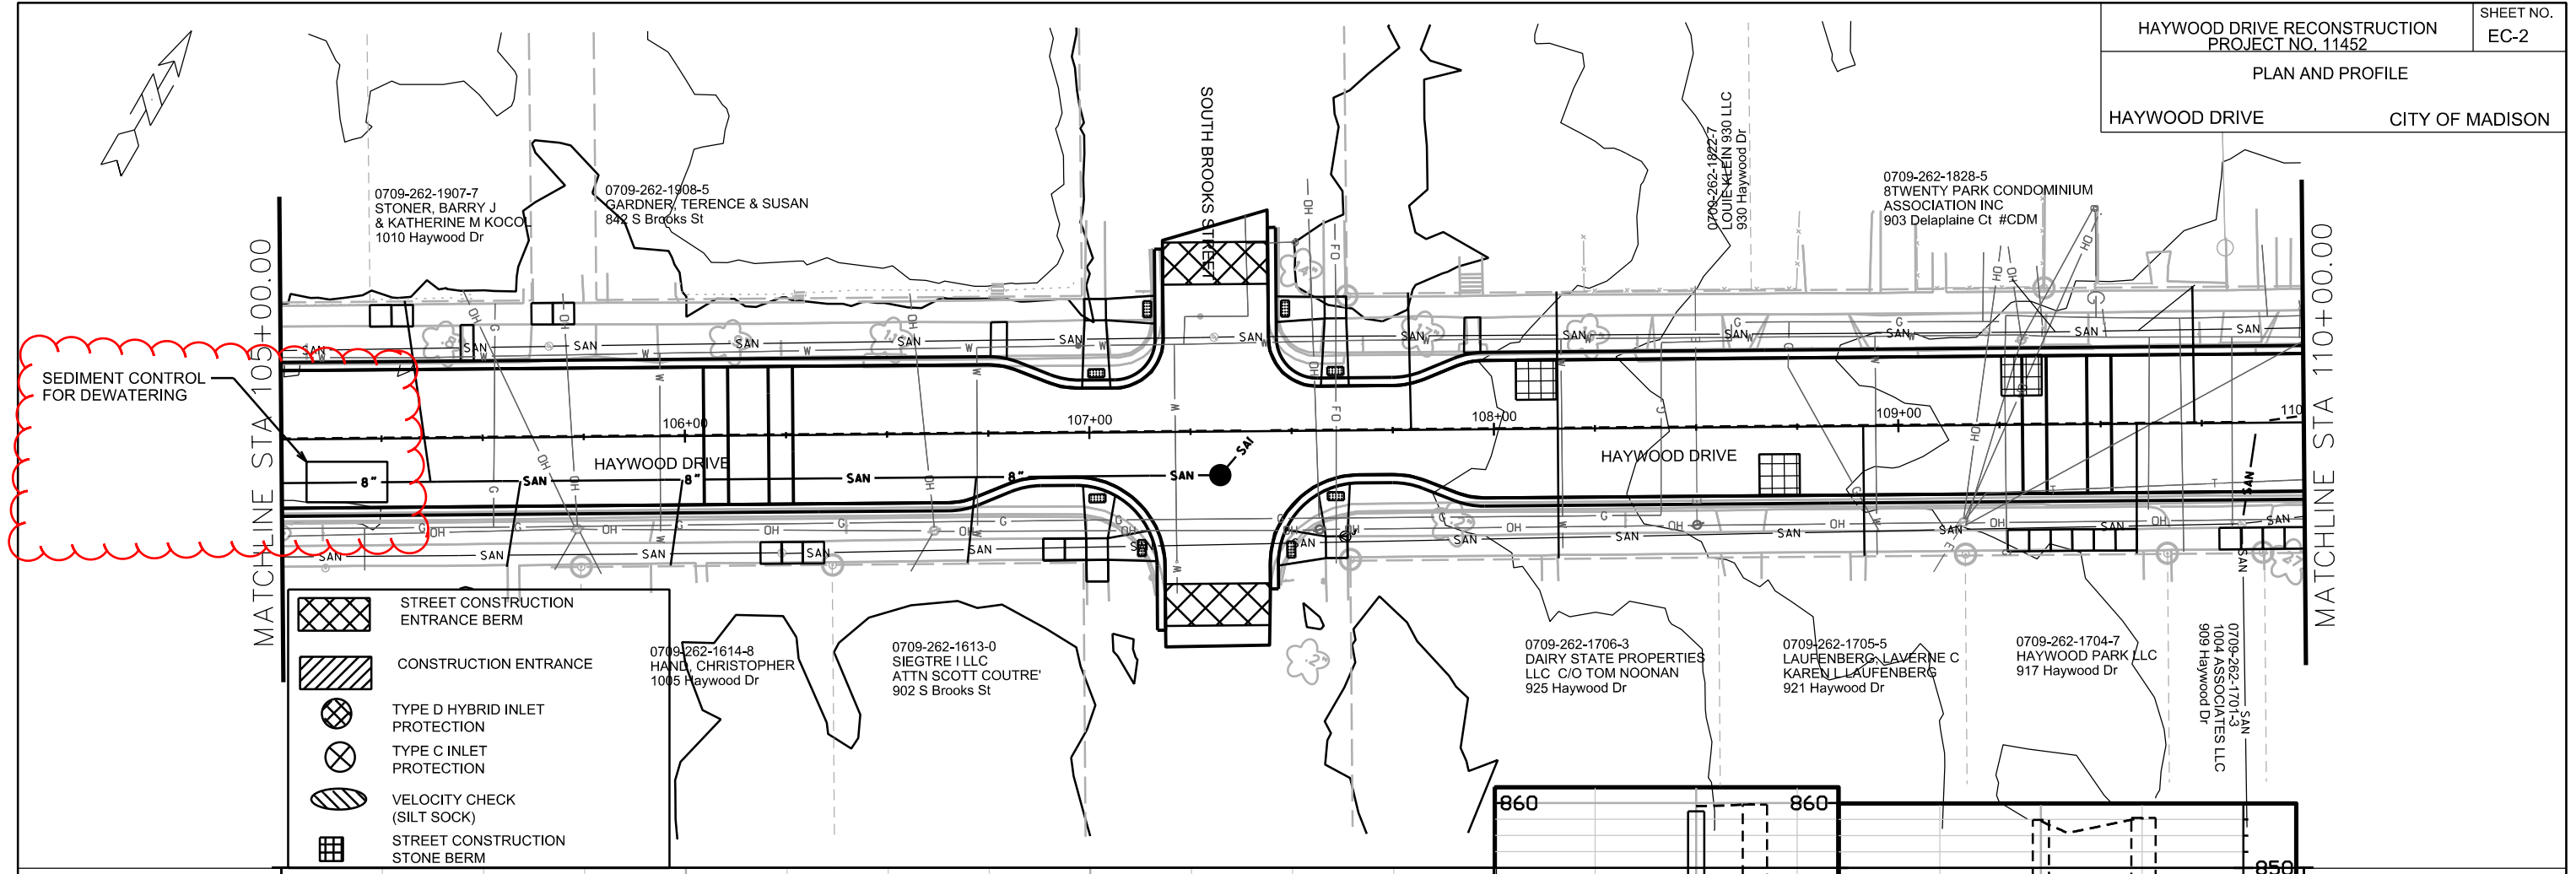 HAYWOOD DRIVE RECONSTRUCTION
PROJECT NO. 11452
SHEET NO.
EC-2
PLAN AND PROFILE
HAYWOOD DRIVE
CITY OF MADISON
0709-262-1907-7
STONER, BARRY J
& KATHERINE M KOCOL
1010 Haywood Dr
0709-262-1908-5
GARDNER, TERENCE & SUSAN
842 S Brooks St
SOUTH BROOKS STREET
0709-262-1822-7
LOUIE KLEIN 930 LLC
930 Haywood Dr
0709-262-1828-5
8TWENTY PARK CONDOMINIUM
ASSOCIATION INC
903 Delaplaine Ct #CDM
MATCHLINE STA 105+00.00
MATCHLINE STA 110+00.00
SEDIMENT CONTROL
FOR DEWATERING
106+00
107+00
108+00
109+00
110
HAYWOOD DRIVE
HAYWOOD DRIVE
8" SAN 8" SAN 8" SAN
SAN
STREET CONSTRUCTION
ENTRANCE BERM
CONSTRUCTION ENTRANCE
TYPE D HYBRID INLET
PROTECTION
TYPE C INLET
PROTECTION
VELOCITY CHECK
(SILT SOCK)
STREET CONSTRUCTION
STONE BERM
0709-262-1614-8
HAND, CHRISTOPHER
1005 Haywood Dr
0709-262-1613-0
SIEGTRE I LLC
ATTN SCOTT COUTRE'
902 S Brooks St
0709-262-1706-3
DAIRY STATE PROPERTIES
LLC C/O TOM NOONAN
925 Haywood Dr
0709-262-1705-5
LAUFENBERG, LAVERNE C
KAREN L LAUFENBERG
921 Haywood Dr
0709-262-1704-7
HAYWOOD PARK LLC
917 Haywood Dr
0709-262-1701-3
1004 ASSOCIATES LLC
909 Haywood Dr
860
860
850